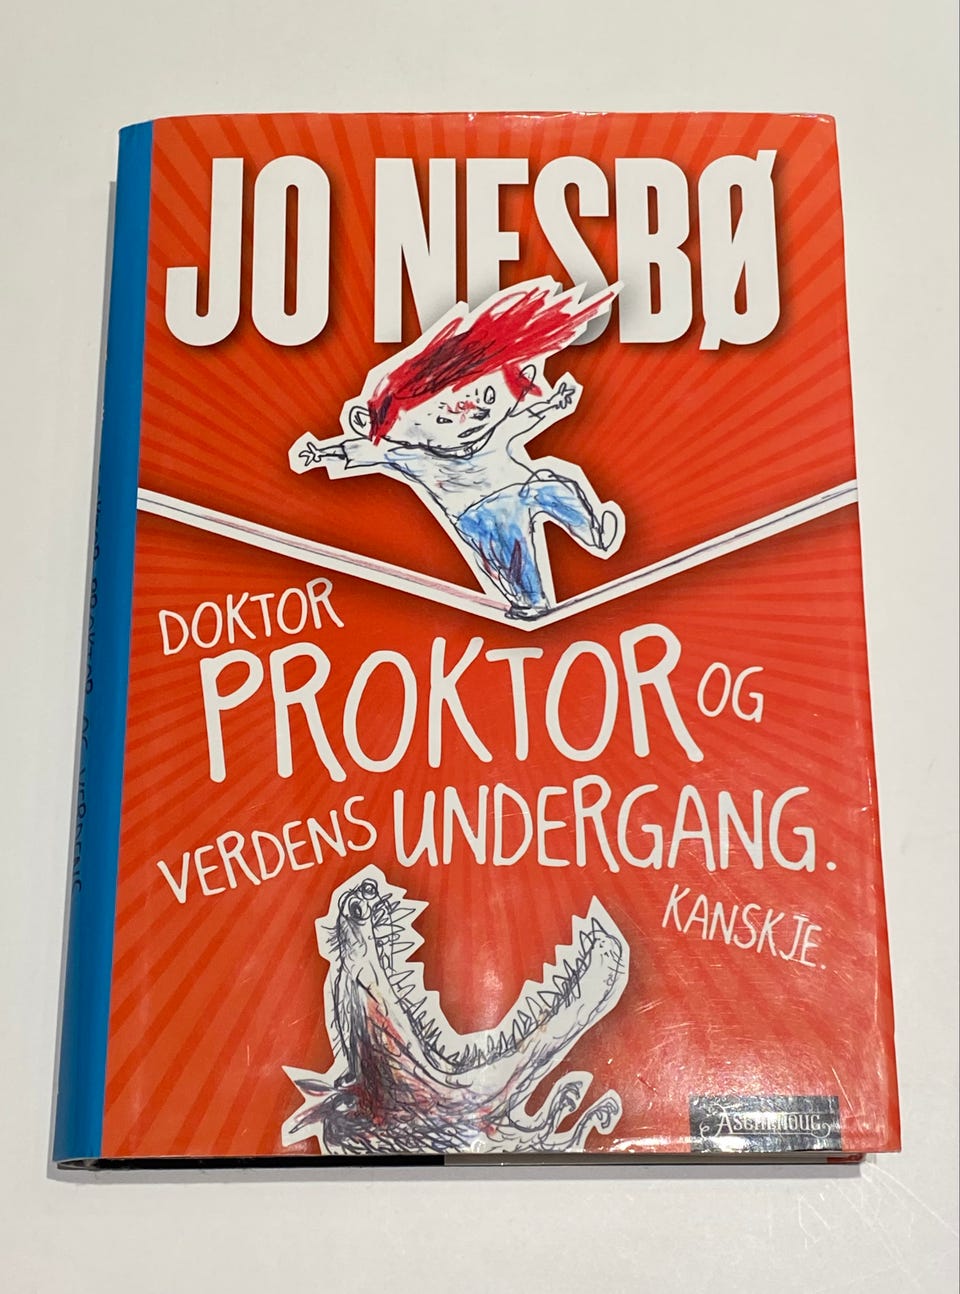 JO NESBØ
DOKTOR
PROKTOR OG
VERDENS UNDERGANG.
KANSKJE.
ASCHEHOUG